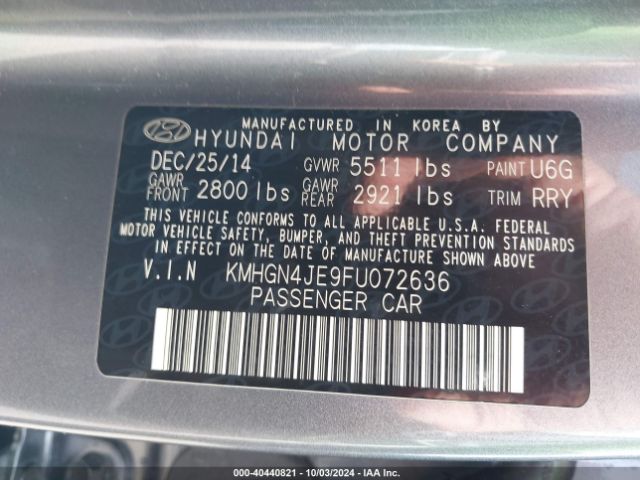 MANUFACTURED IN KOREA BY
HYUNDAI MOTOR COMPANY
DEC/25/14 GVWR 5511 lbs PAINT U6G
GAWR FRONT 2800 lbs GAWR REAR 2921 lbs TRIM RRY
THIS VEHICLE CONFORMS TO ALL APPLICABLE U.S.A. FEDERAL
MOTOR VEHICLE SAFETY, BUMPER, AND THEFT PREVENTION STANDARDS
IN EFFECT ON THE DATE OF MANUFACTURE SHOWN ABOVE.
V.I.N KMHGN4JE9FU072636
PASSENGER CAR
000-40440821 - 10/03/2024 - IAA Inc.